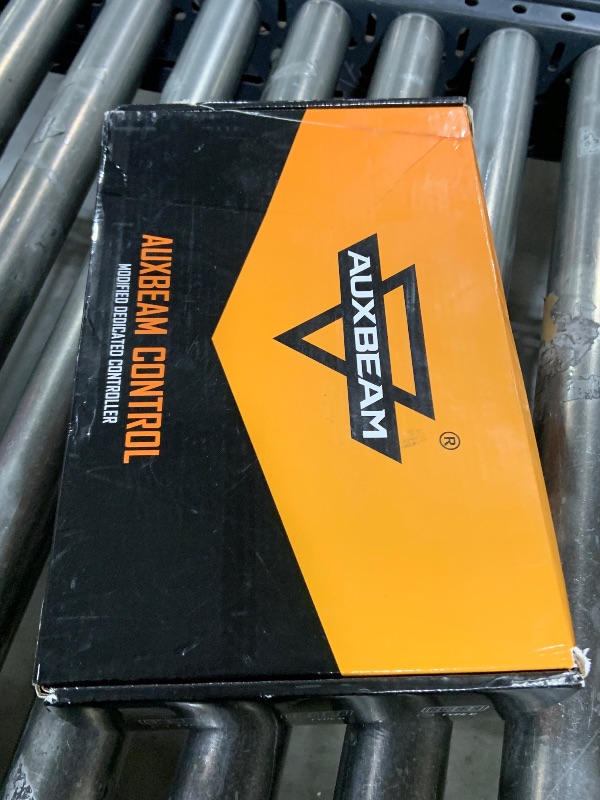 AUXBEAM
®
AUXBEAM CONTROL
MODIFIED DEDICATED CONTROLLER